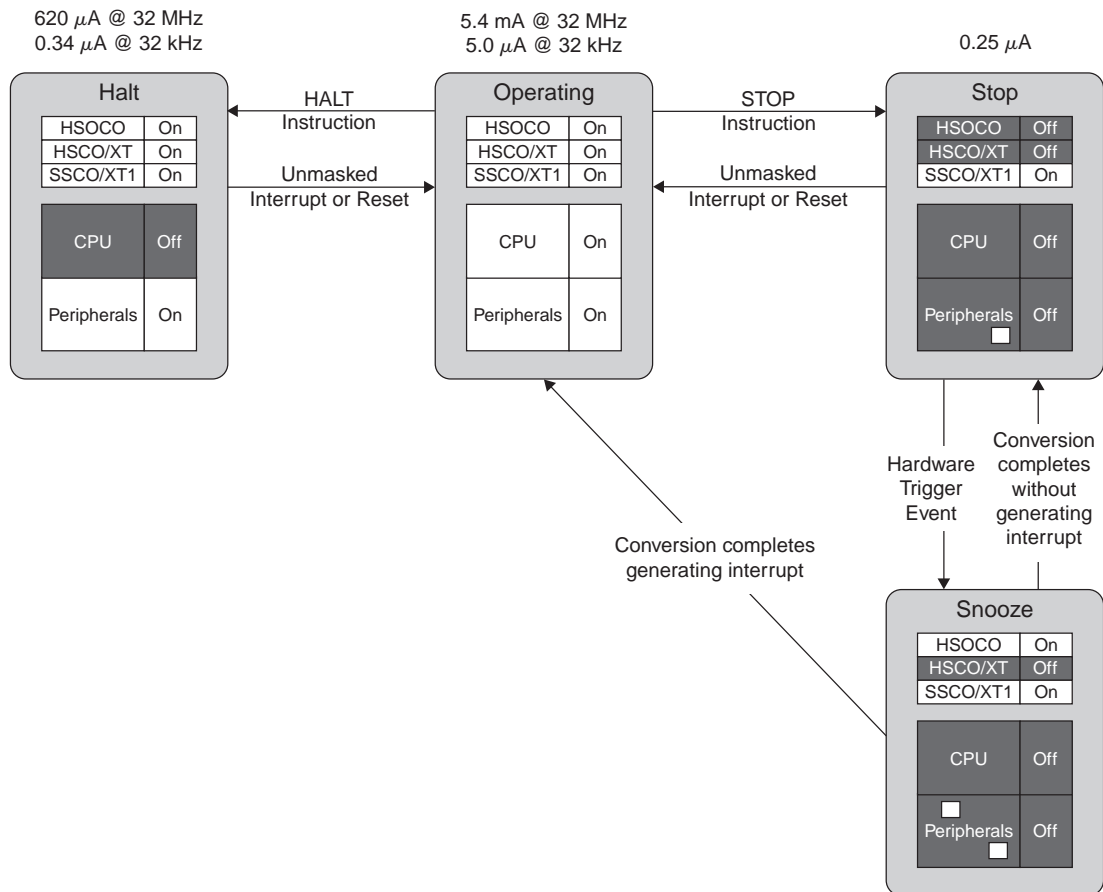 620 μA @ 32 MHz
0.34 μA @ 32 kHz
5.4 mA @ 32 MHz
5.0 μA @ 32 kHz
0.25 μA
Halt
HSOCO On
HSCO/XT On
SSCO/XT1 On
CPU Off
Peripherals On
HALT
Instruction
Unmasked
Interrupt or Reset
Operating
HSOCO On
HSCO/XT On
SSCO/XT1 On
CPU On
Peripherals On
STOP
Instruction
Unmasked
Interrupt or Reset
Stop
HSOCO Off
HSCO/XT Off
SSCO/XT1 On
CPU Off
Peripherals Off
Hardware
Trigger
Event
Conversion
completes
without
generating
interrupt
Conversion completes
generating interrupt
Snooze
HSOCO On
HSCO/XT Off
SSCO/XT1 On
CPU Off
Peripherals Off